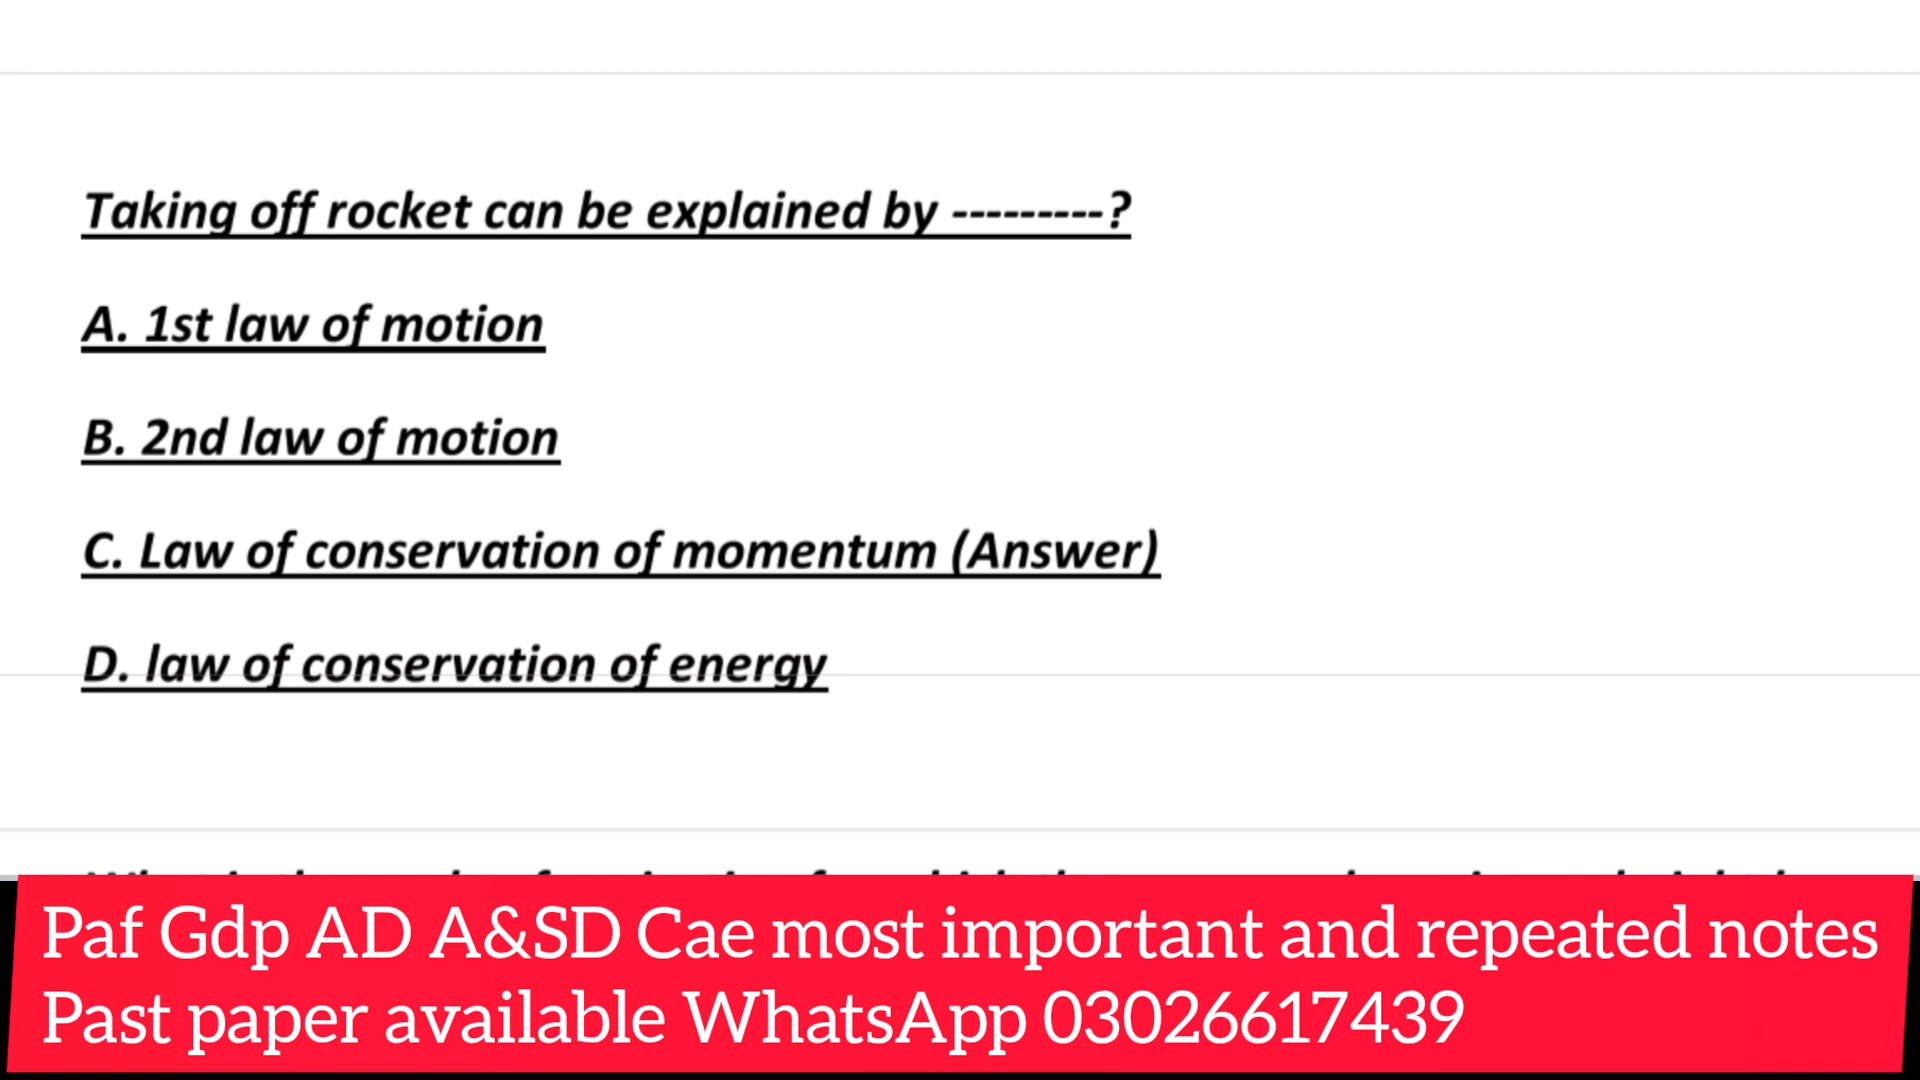 Taking off rocket can be explained by ---------?
A. 1st law of motion
B. 2nd law of motion
C. Law of conservation of momentum (Answer)
D. law of conservation of energy
Paf Gdp AD A&SD Cae most important and repeated notes
Past paper available WhatsApp 03026617439